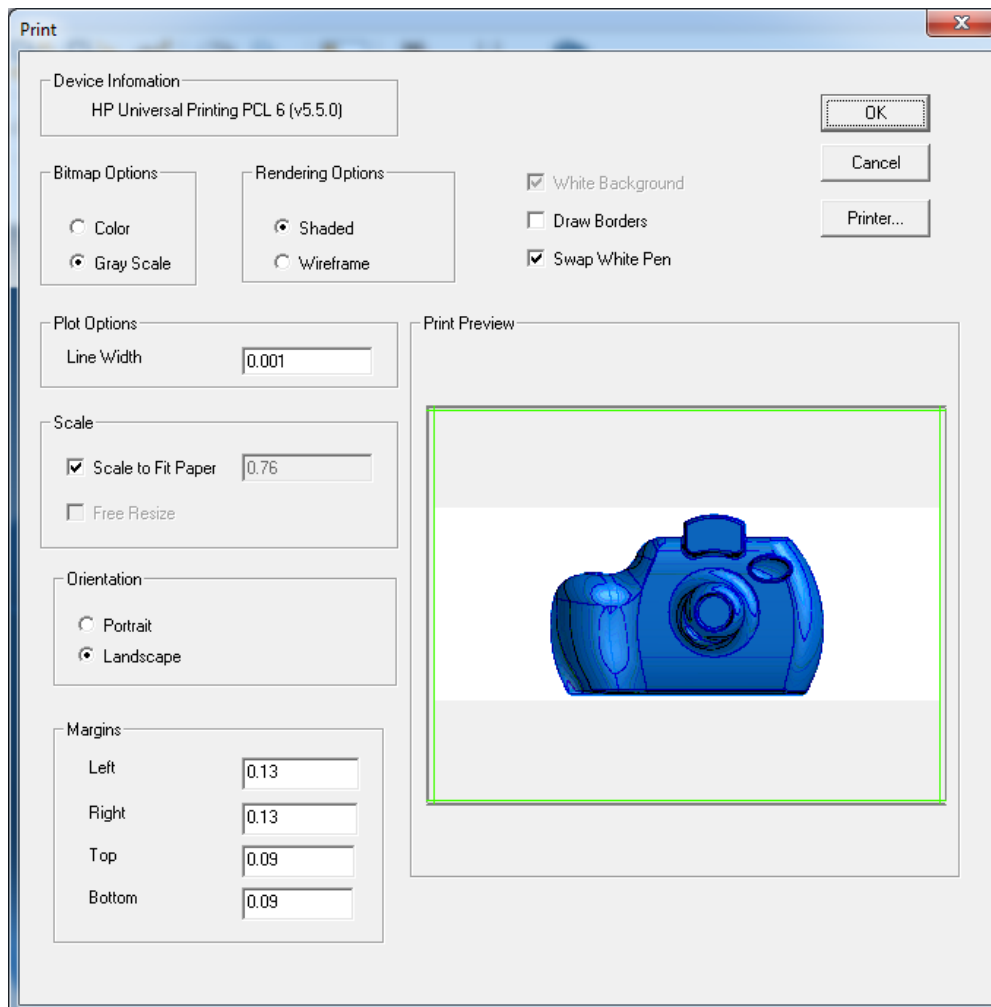 Print
Device Infomation
HP Universal Printing PCL 6 (v5.5.0)
OK
Cancel
Printer...
Bitmap Options
Color
Gray Scale
Rendering Options
Shaded
Wireframe
White Background
Draw Borders
Swap White Pen
Plot Options
Line Width 0.001
Scale
Scale to Fit Paper 0.76
Free Resize
Orientation
Portrait
Landscape
Margins
Left 0.13
Right 0.13
Top 0.09
Bottom 0.09
Print Preview